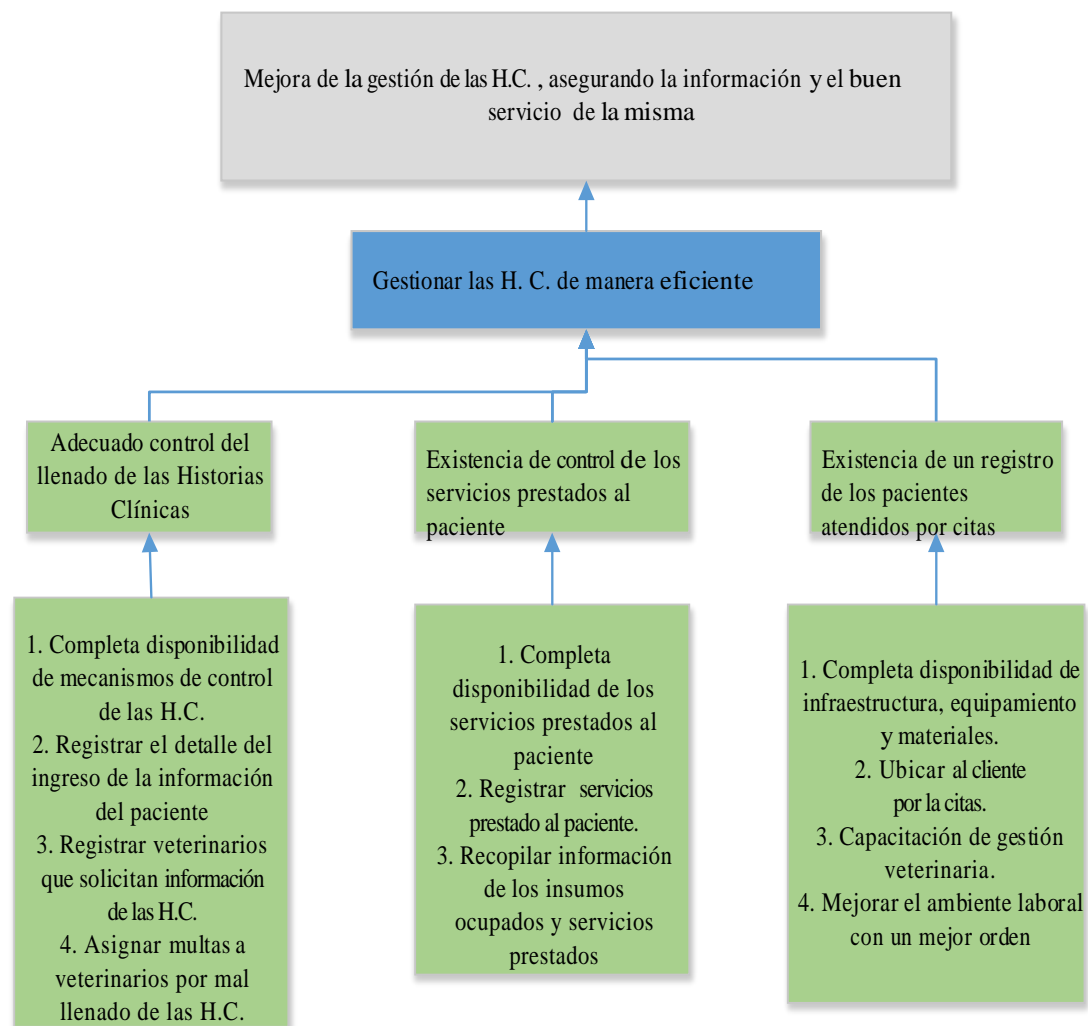 Mejora de la gestión de las H.C. , asegurando la información y el buen
servicio de la misma
Gestionar las H. C. de manera eficiente
Adecuado control del
llenado de las Historias
Clínicas
Existencia de control de los
servicios prestados al
paciente
Existencia de un registro
de los pacientes
atendidos por citas
1. Completa disponibilidad
de mecanismos de control
de las H.C.
2. Registrar el detalle del
ingreso de la información
del paciente
3. Registrar veterinarios
que solicitan información
de las H.C.
4. Asignar multas a
veterinarios por mal
llenado de las H.C.
1. Completa
disponibilidad de los
servicios prestados al
paciente
2. Registrar servicios
prestado al paciente.
3. Recopilar información
de los insumos
ocupados y servicios
prestados
1. Completa disponibilidad de
infraestructura, equipamiento
y materiales.
2. Ubicar al cliente
por la citas.
3. Capacitación de gestión
veterinaria.
4. Mejorar el ambiente laboral
con un mejor orden